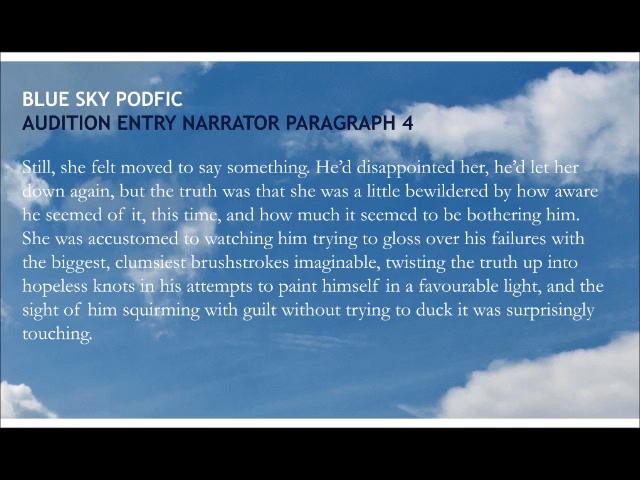 BLUE SKY PODFIC
AUDITION ENTRY NARRATOR PARAGRAPH 4
Still, she felt moved to say something. He'd disappointed her, he'd let her
down again, but the truth was that she was a little bewildered by how aware
he seemed of it, this time, and how much it seemed to be bothering him.
She was accustomed to watching him trying to gloss over his failures with
the biggest, clumsiest brushstrokes imaginable, twisting the truth up into
hopeless knots in his attempts to paint himself in a favourable light, and the
sight of him squirming with guilt without trying to duck it was surprisingly
touching.